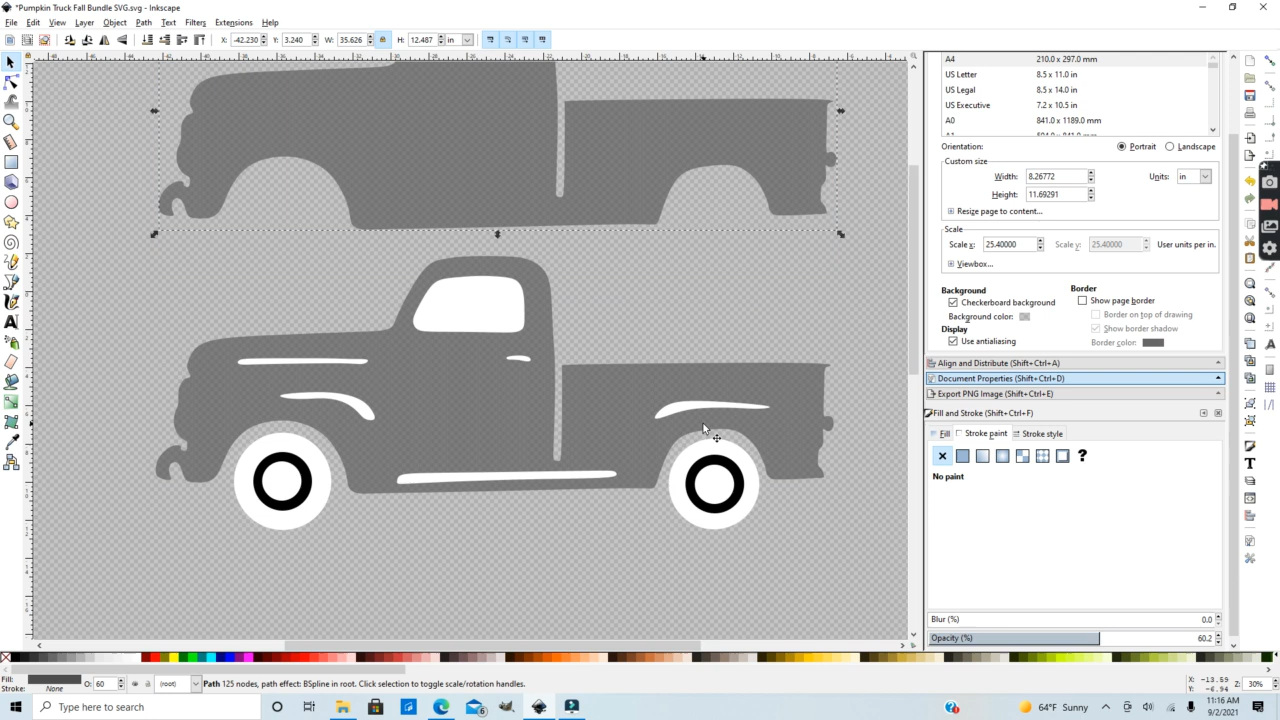 *Pumpkin Truck Fall Bundle SVG.svg - Inkscape
File Edit View Layer Object Path Text Filters Extensions Help
X: -42.230 Y: 3.240 W: 35.626 H: 12.487 in
A4 210.0 x 297.0 mm
US Letter 8.5 x 11.0 in
US Legal 8.5 x 14.0 in
US Executive 7.2 x 10.5 in
A0 841.0 x 1189.0 mm
A1 594.0 x 841.0 mm
Orientation: Portrait Landscape
Custom size
Width: 8.26772 Units: in
Height: 11.69291
Resize page to content...
Scale
Scale x: 25.40000 Scale y: 25.40000 User units per in.
Viewbox...
Background
Checkerboard background
Background color:
Border
Show page border
Border on top of drawing
Show border shadow
Border color:
Display
Use antialiasing
Align and Distribute (Shift+Ctrl+A)
Document Properties (Shift+Ctrl+D)
Export PNG Image (Shift+Ctrl+E)
Fill and Stroke (Shift+Ctrl+F)
Fill Stroke paint Stroke style
?
No paint
Blur (%) 0.0
Opacity (%) 60.2
Fill:
Stroke: None
O: 60 (root) Path 125 nodes, path effect: BSpline in root. Click selection to toggle scale/rotation handles.
X: -13.59
Y: -6.94
Z: 30%
Type here to search
6
64°F Sunny
11:16 AM
9/2/2021